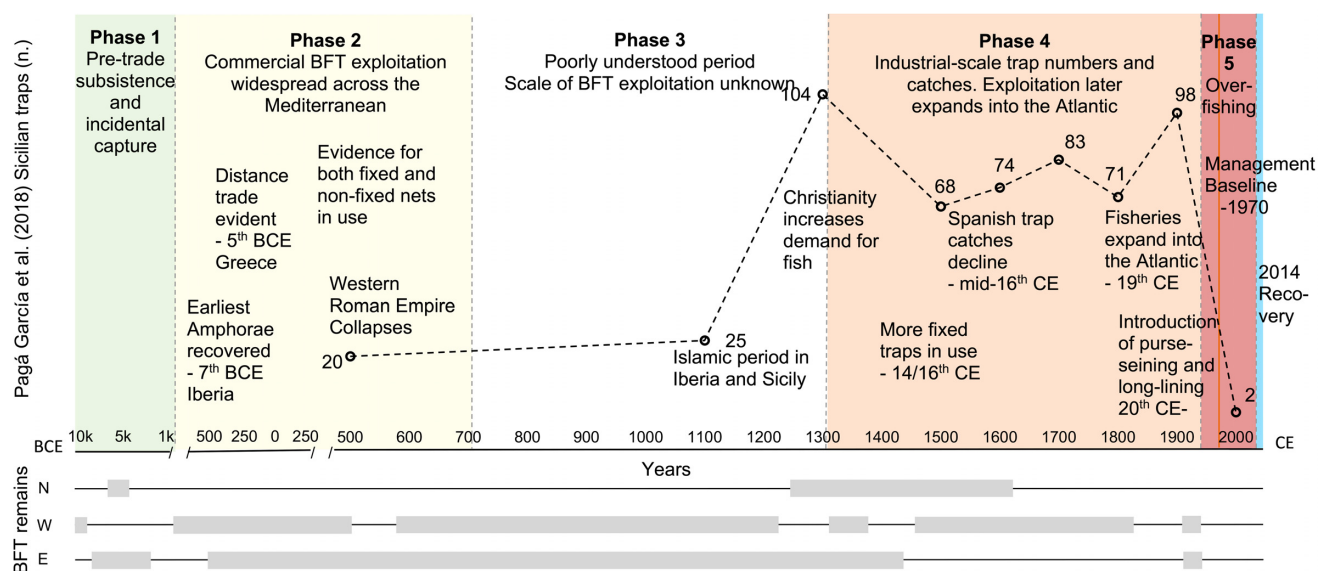 Pagá García et al. (2018) Sicilian traps (n.)
Phase 1
Pre-trade
subsistence
and
incidental
capture
Phase 2
Commercial BFT exploitation
widespread across the
Mediterranean
Distance
trade
evident
- 5th BCE
Greece
Evidence for
both fixed and
non-fixed nets
in use
Earliest
Amphorae
recovered
- 7th BCE
Iberia
Western
Roman Empire
Collapses
20
Phase 3
Poorly understood period
Scale of BFT exploitation unknown
104
25
Islamic period in
Iberia and Sicily
Christianity
increases
demand for
fish
Phase 4
Industrial-scale trap numbers and
catches. Exploitation later
expands into the Atlantic
68
74
83
71
98
Spanish trap
catches
decline
- mid-16th CE
More fixed
traps in use
- 14/16th CE
Fisheries
expand into
the Atlantic
- 19th CE
Introduction
of purse-
seining and
long-lining
20th CE-
Phase
5
Over-
fishing
Management
Baseline
-1970
2014
Reco-
very
2
BCE 10k 5k 1k 500 250 0 250 500 600 700 800 900 1000 1100 1200 1300 1400 1500 1600 1700 1800 1900 2000 CE
Years
BFT remains
N
W
E